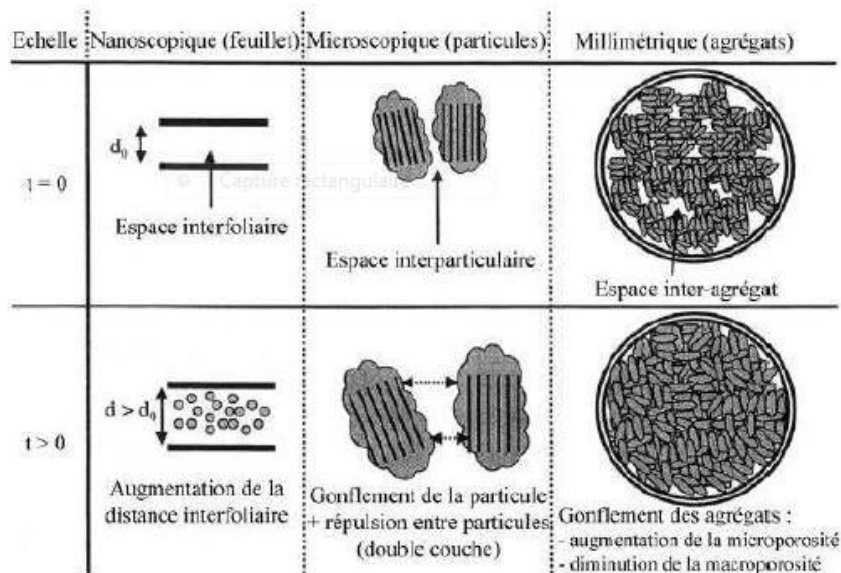 Echelle Nanoscopique (feuillet) Microscopique (particules) Millimétrique (agrégats)
t = 0
d₀
Capture rectangulaire
Espace interfoliaire
Espace interparticulaire
Espace inter-agrégat
t > 0
d > d₀
Augmentation de la
distance interfoliaire
Gonflement de la particule
+ répulsion entre particules
(double couche)
Gonflement des agrégats :
- augmentation de la microporosité
- diminution de la macroporosité